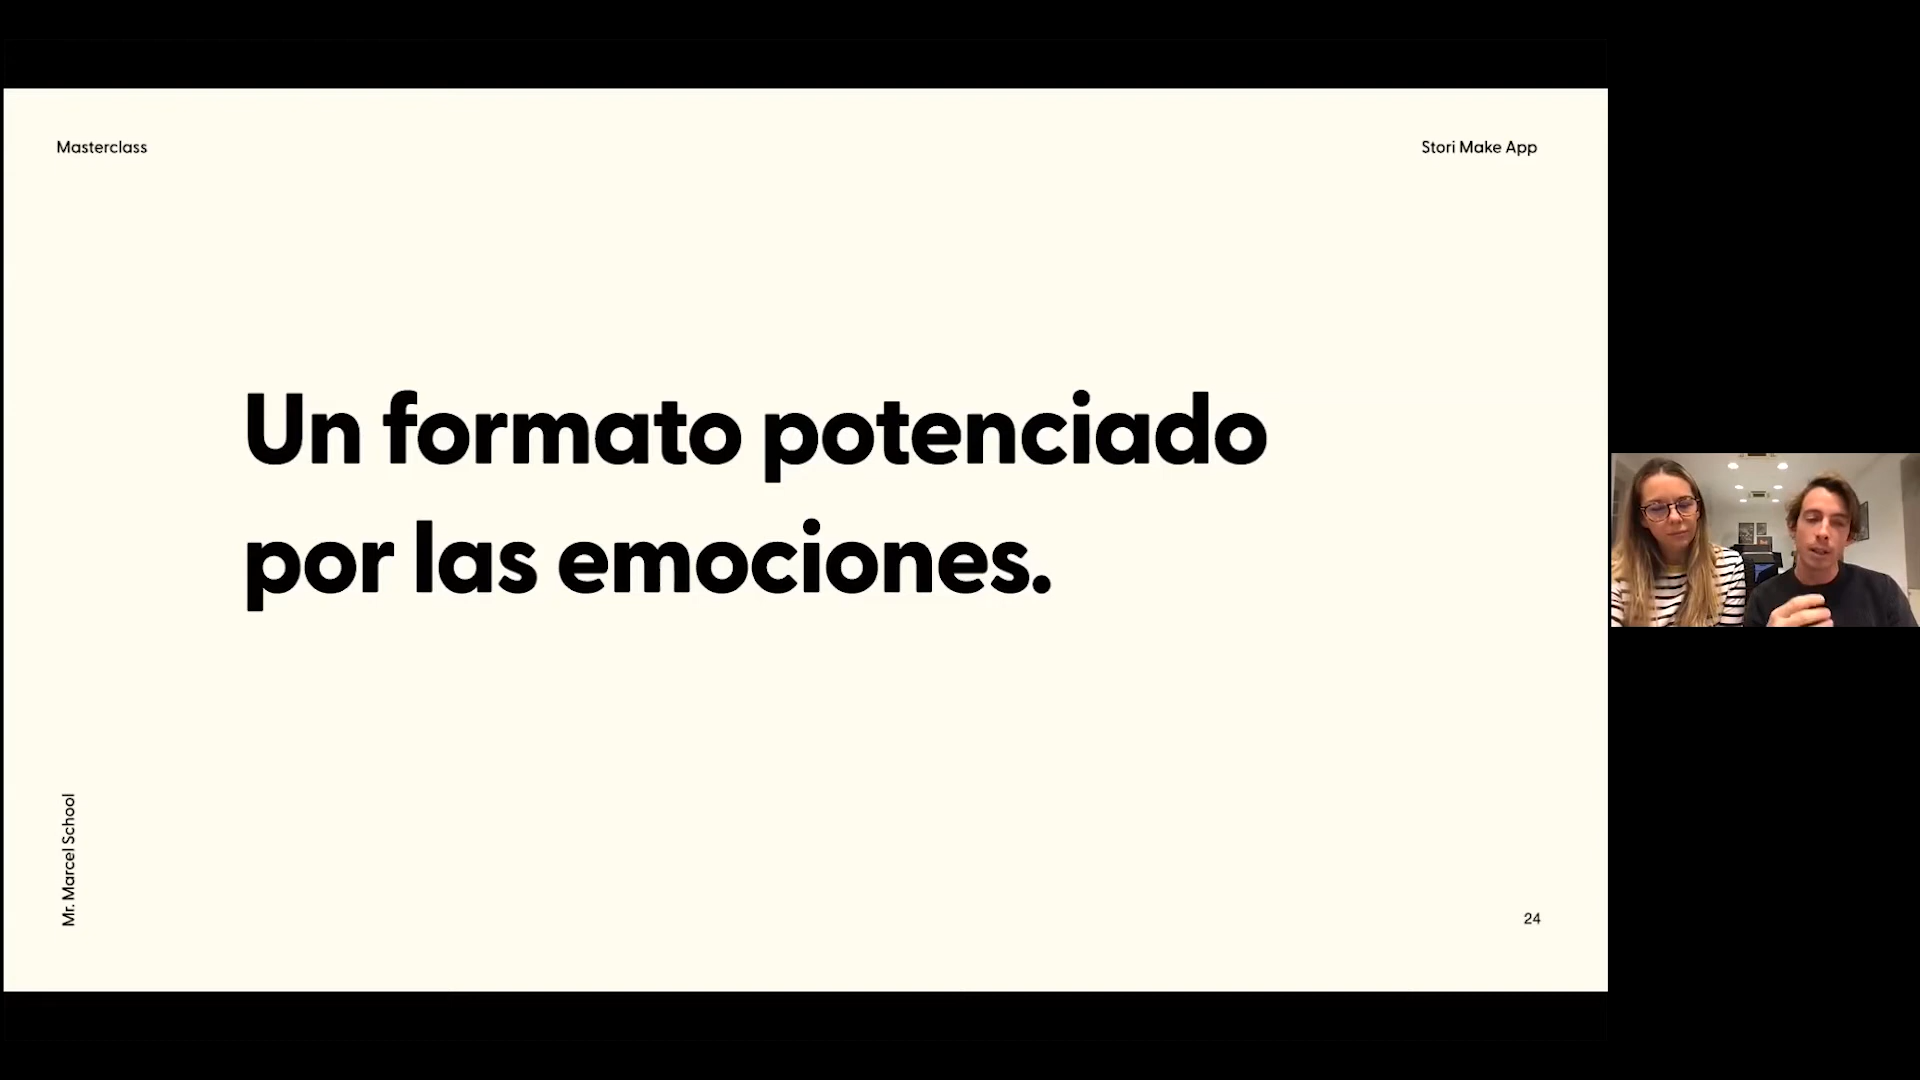 Masterclass
Stori Make App
Un formato potenciado
por las emociones.
Mr. Marcel School
24